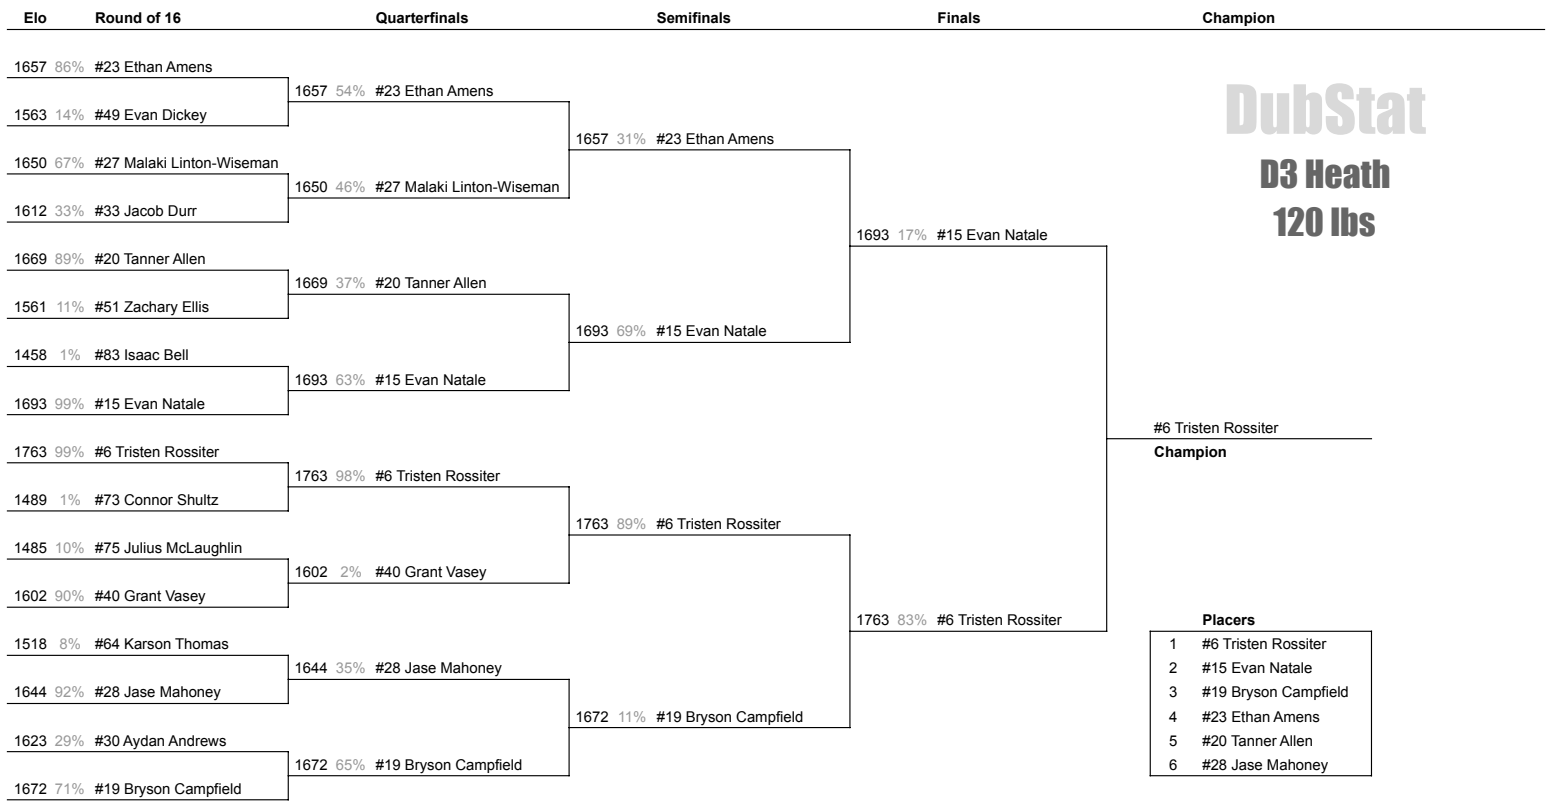 Elo Round of 16 Quarterfinals Semifinals Finals Champion
1657 86% #23 Ethan Amens
1657 54% #23 Ethan Amens
1563 14% #49 Evan Dickey
1657 31% #23 Ethan Amens
1650 67% #27 Malaki Linton-Wiseman
1650 46% #27 Malaki Linton-Wiseman
1612 33% #33 Jacob Durr
1693 17% #15 Evan Natale
1669 89% #20 Tanner Allen
1669 37% #20 Tanner Allen
1561 11% #51 Zachary Ellis
1693 69% #15 Evan Natale
1458 1% #83 Isaac Bell
1693 63% #15 Evan Natale
1693 99% #15 Evan Natale
#6 Tristen Rossiter
Champion
1763 99% #6 Tristen Rossiter
1763 98% #6 Tristen Rossiter
1489 1% #73 Connor Shultz
1763 89% #6 Tristen Rossiter
1485 10% #75 Julius McLaughlin
1602 2% #40 Grant Vasey
1602 90% #40 Grant Vasey
1763 83% #6 Tristen Rossiter
1518 8% #64 Karson Thomas
1644 35% #28 Jase Mahoney
1644 92% #28 Jase Mahoney
1672 11% #19 Bryson Campfield
1623 29% #30 Aydan Andrews
1672 65% #19 Bryson Campfield
1672 71% #19 Bryson Campfield
DubStat
D3 Heath
120 lbs
Placers
1 #6 Tristen Rossiter
2 #15 Evan Natale
3 #19 Bryson Campfield
4 #23 Ethan Amens
5 #20 Tanner Allen
6 #28 Jase Mahoney